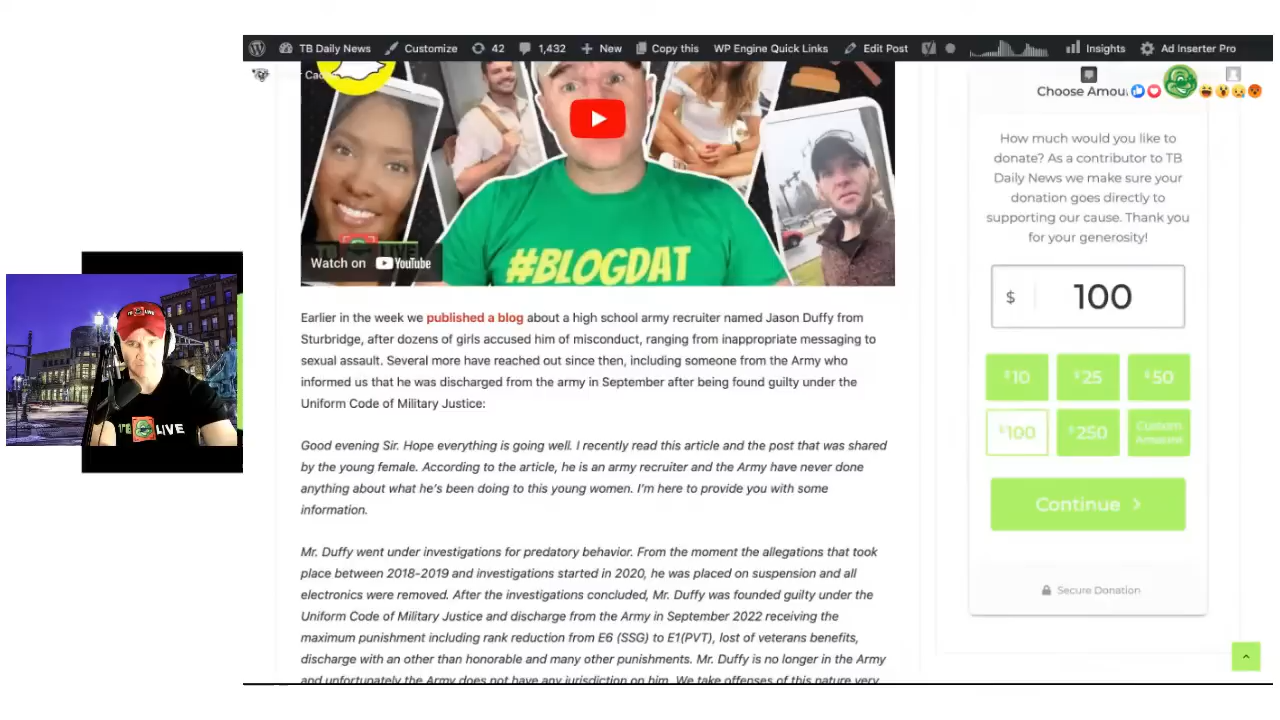 TB Daily News Customize 42 1,432 New Copy this WP Engine Quick Links Edit Post Insights Ad Inserter Pro
#BLOGDAT
LIVE
Watch on YouTube
Earlier in the week we published a blog about a high school army recruiter named Jason Duffy from
Sturbridge, after dozens of girls accused him of misconduct, ranging from inappropriate messaging to
sexual assault. Several more have reached out since then, including someone from the Army who
informed us that he was discharged from the army in September after being found guilty under the
Uniform Code of Military Justice:
Good evening Sir. Hope everything is going well. I recently read this article and the post that was shared
by the young female. According to the article, he is an army recruiter and the Army have never done
anything about what he's been doing to this young women. I'm here to provide you with some
information.
Mr. Duffy went under investigations for predatory behavior. From the moment the allegations that took
place between 2018-2019 and investigations started in 2020, he was placed on suspension and all
electronics were removed. After the investigations concluded, Mr. Duffy was founded guilty under the
Uniform Code of Military Justice and discharge from the Army in September 2022 receiving the
maximum punishment including rank reduction from E6 (SSG) to E1(PVT), lost of veterans benefits,
discharge with an other than honorable and many other punishments. Mr. Duffy is no longer in the Army
and unfortunately the Army does not have any jurisdiction on him. We take offenses of this nature very
Choose Amou
How much would you like to
donate? As a contributor to TB
Daily News we make sure your
donation goes directly to
supporting our cause. Thank you
for your generosity!
$ 100
$10 $25 $50
$100 $250 Custom
Amount
Continue
Secure Donation
TB LIVE